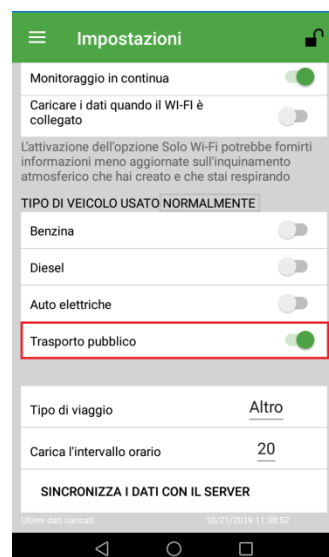 Impostazioni
Monitoraggio in continua
Caricare i dati quando il WI-FI è
collegato
L'attivazione dell'opzione Solo Wi-Fi potrebbe fornirti
informazioni meno aggiornate sull'inquinamento
atmosferico che hai creato e che stai respirando
TIPO DI VEICOLO USATO NORMALMENTE
Benzina
Diesel
Auto elettriche
Trasporto pubblico
Tipo di viaggio Altro
Carica l'intervallo orario 20
SINCRONIZZA I DATI CON IL SERVER
Ultimi dati caricati 10/21/2019 11:38:52